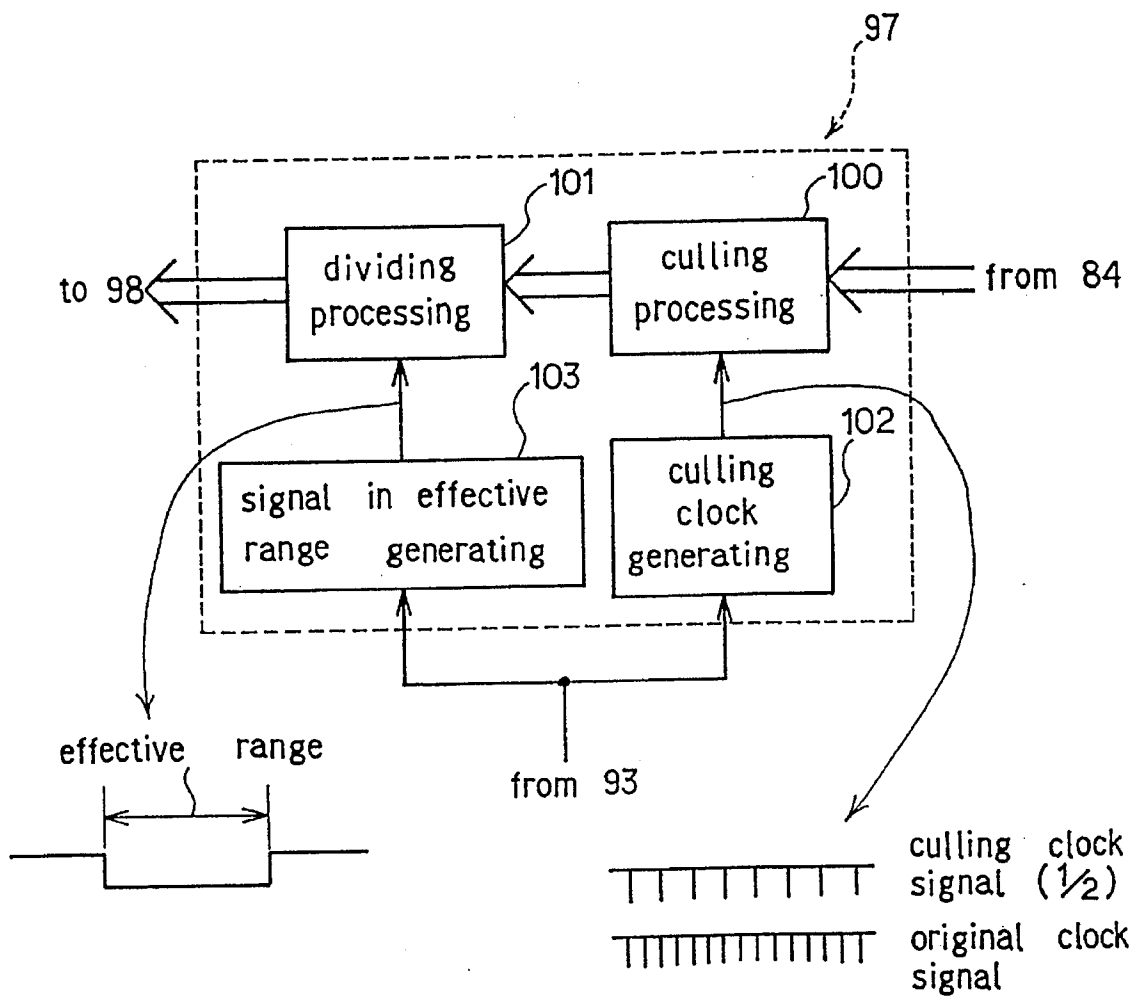 97
101
100
dividing
processing
culling
processing
to 98
from 84
103
102
signal in effective
range generating
culling
clock
generating
effective range
from 93
culling clock
signal (1/2)
original clock
signal